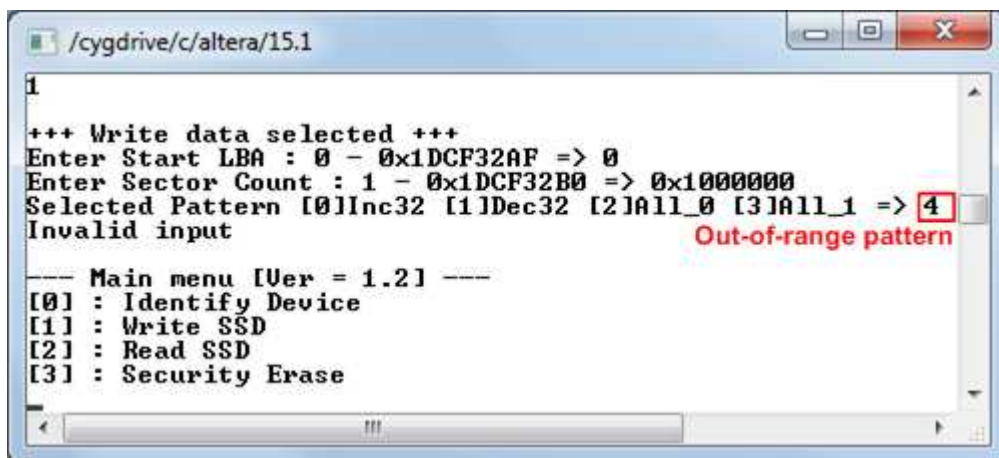 /cygdrive/c/altera/15.1
1
+++ Write data selected +++
Enter Start LBA : 0 - 0x1DCF32AF => 0
Enter Sector Count : 1 - 0x1DCF32B0 => 0x1000000
Selected Pattern [0]Inc32 [1]Dec32 [2]All_0 [3]All_1 => 4
Invalid input
Out-of-range pattern
--- Main menu [Ver = 1.2] ---
[0] : Identify Device
[1] : Write SSD
[2] : Read SSD
[3] : Security Erase